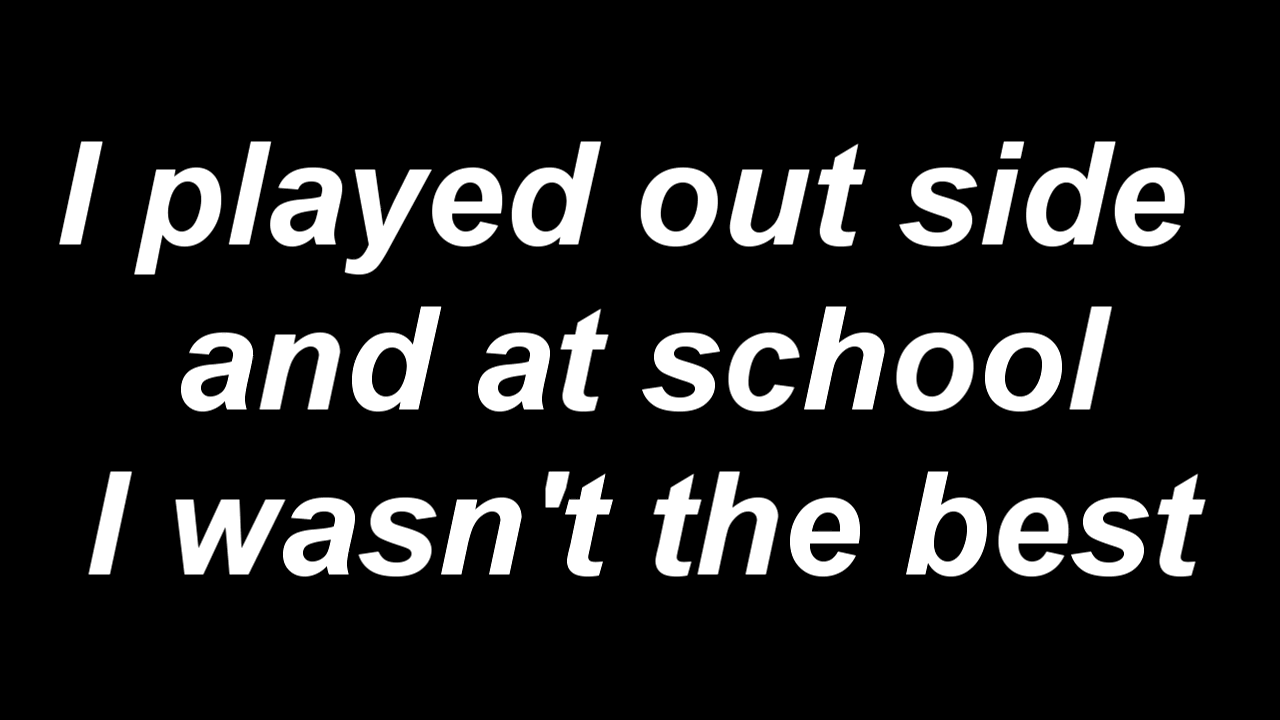 I played out side
and at school
I wasn't the best